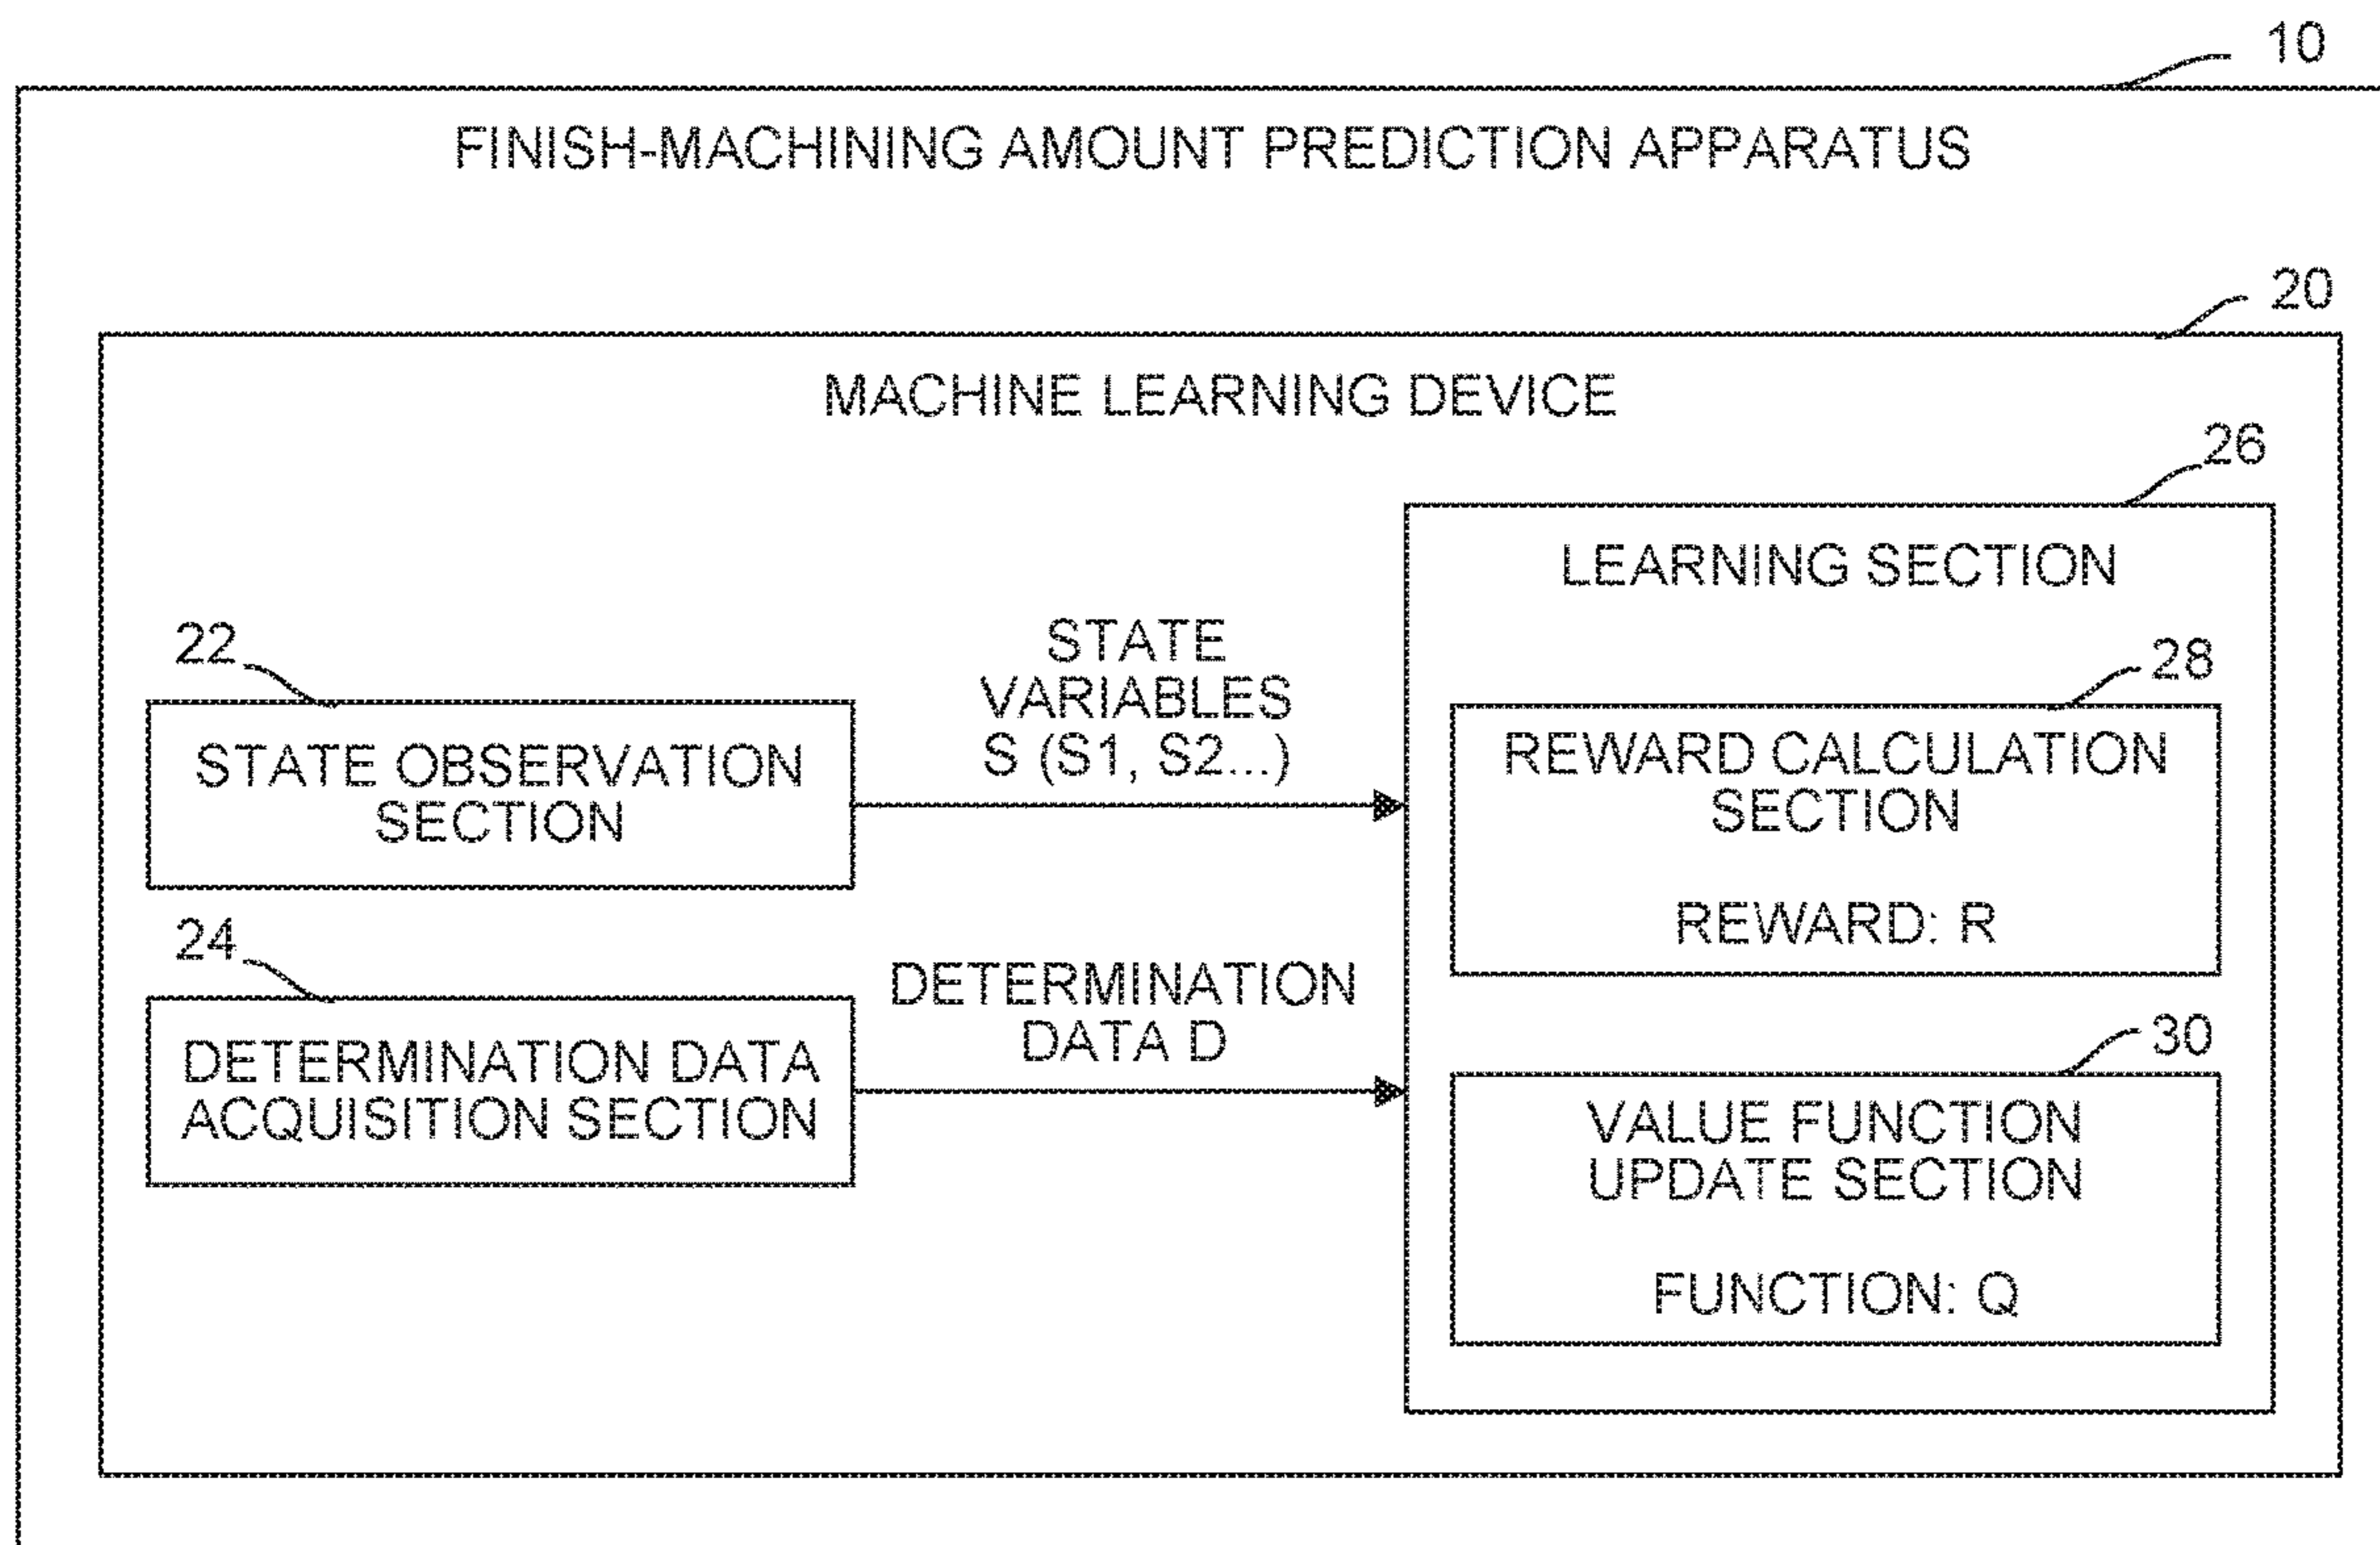 10
FINISH-MACHINING AMOUNT PREDICTION APPARATUS
20
MACHINE LEARNING DEVICE
26
LEARNING SECTION
22
STATE OBSERVATION
SECTION
STATE
VARIABLES
S (S1, S2...)
28
REWARD CALCULATION
SECTION
REWARD: R
24
DETERMINATION DATA
ACQUISITION SECTION
DETERMINATION
DATA D
30
VALUE FUNCTION
UPDATE SECTION
FUNCTION: Q